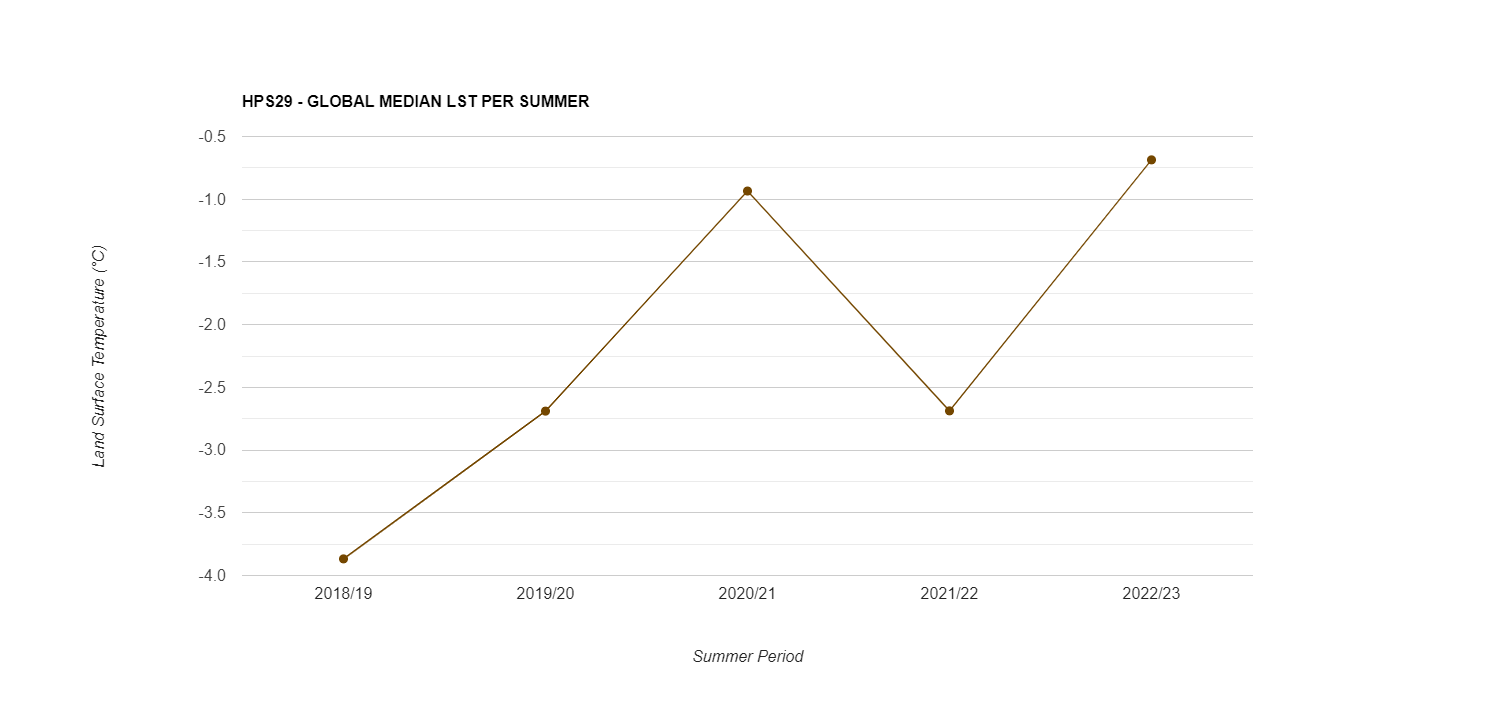 HPS29 - GLOBAL MEDIAN LST PER SUMMER
-0.5
-1.0
-1.5
-2.0
-2.5
-3.0
-3.5
-4.0
Land Surface Temperature (°C)
2018/19 2019/20 2020/21 2021/22 2022/23
Summer Period